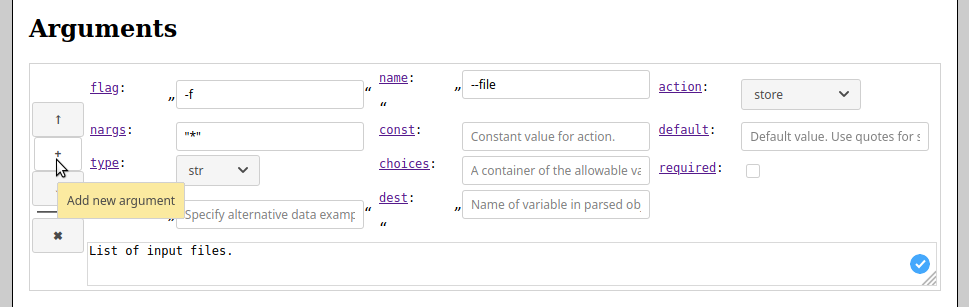 Arguments
flag: „ -f “ name: „ --file “ action: store
nargs: "*" const: Constant value for action. default: Default value. Use quotes for s
type: str choices: A container of the allowable va required:
„ Specify alternative data examp “ dest: „ Name of variable in parsed obj “
↑
+
Add new argument
✖
List of input files.